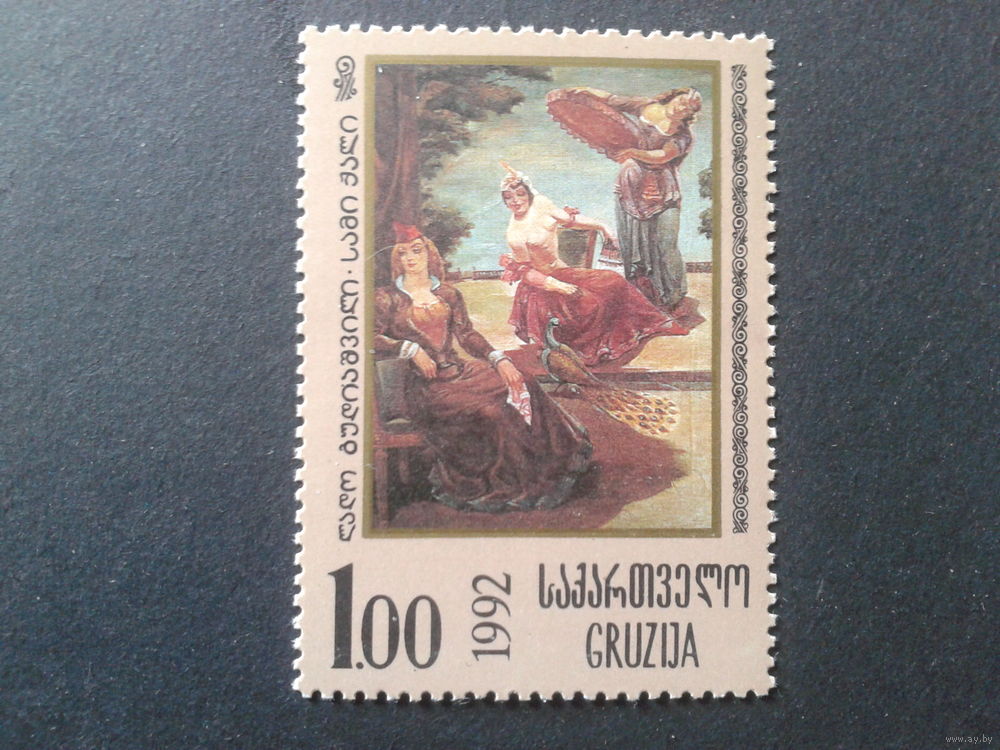 ლადო გუდიაშვილი · სამი ქალი
1.00
1992
საქართველო
GRUZIJA
www.ay.by